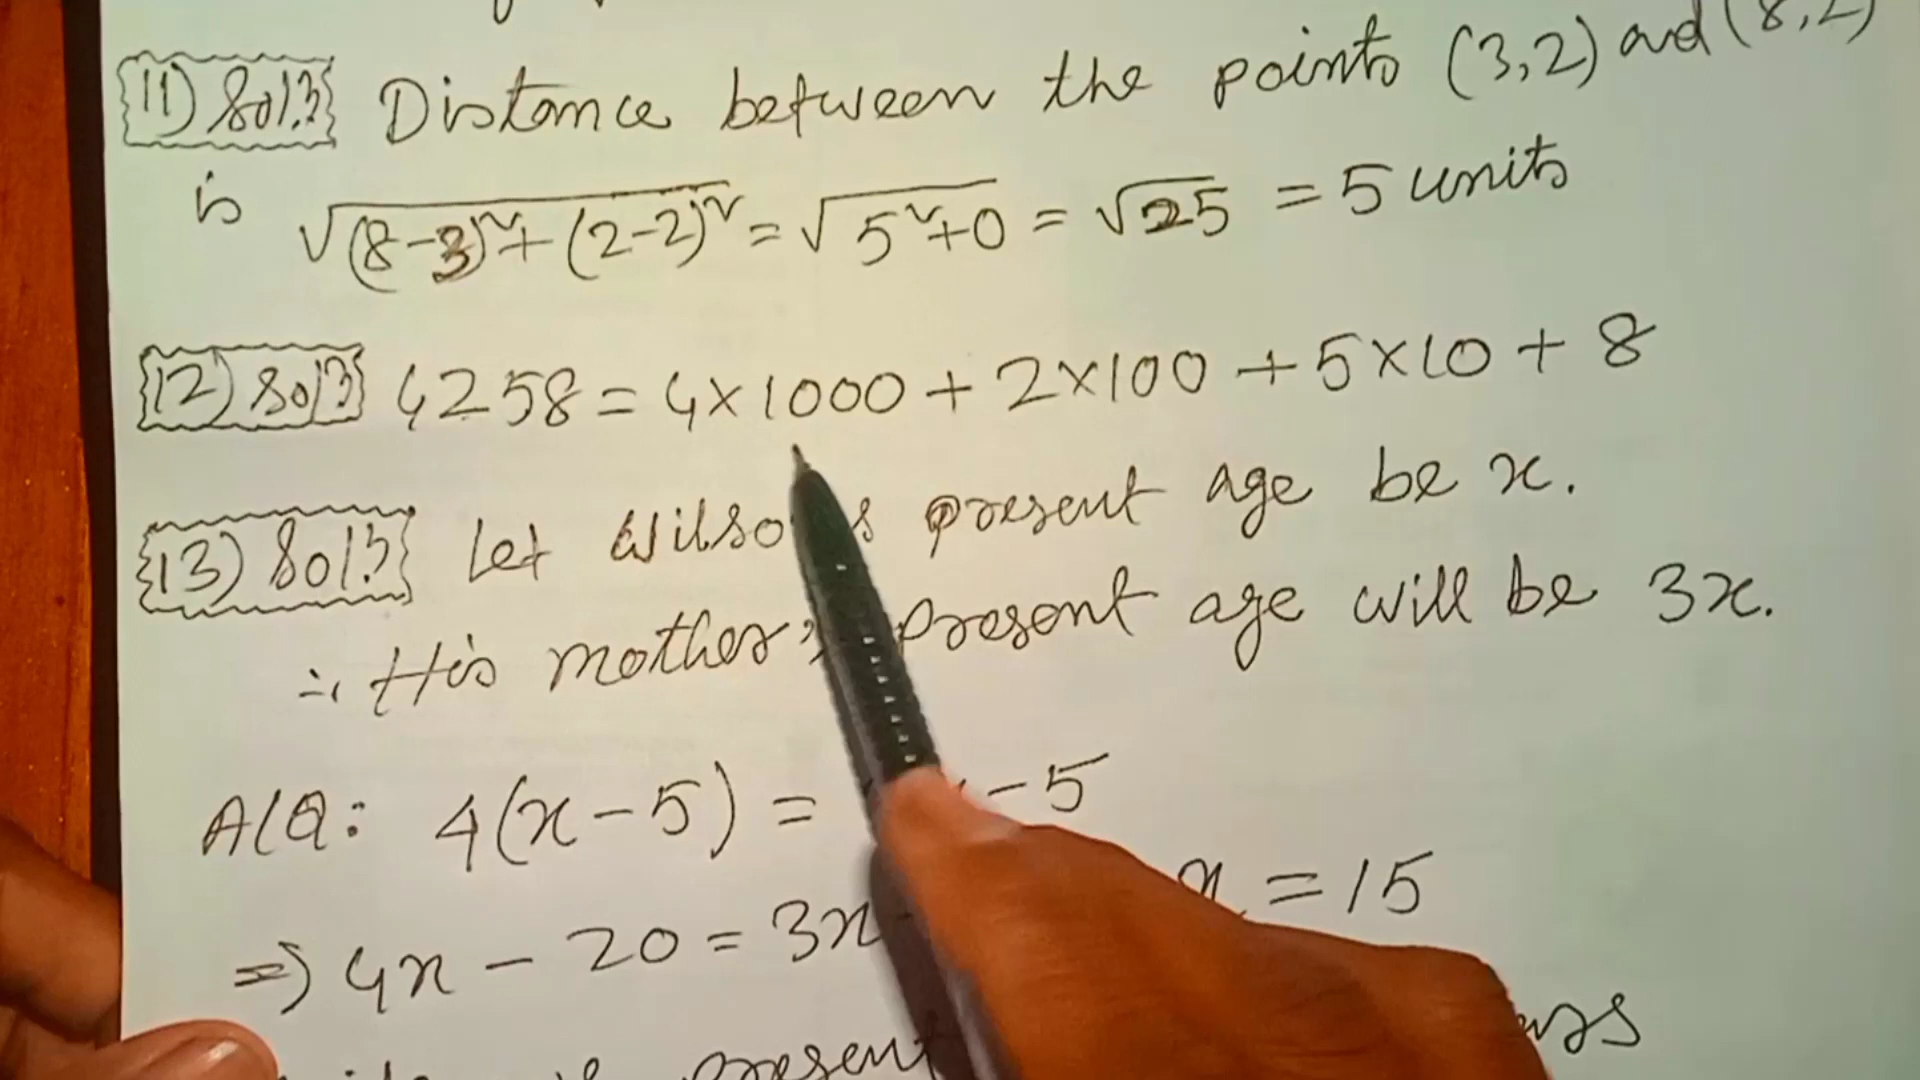 11) Sol.n Distance between the points (3,2) and (8,2)
is √(8-3)²+(2-2)² = √5²+0 = √25 = 5 units
12) Sol.n 4258 = 4×1000 + 2×100 + 5×10 + 8
13) Sol.n Let present age be x.
∴ His mother's present age will be 3x.
A/Q: 4(x-5) = -5
⇒ 4x - 20 = 3x x = 15
present